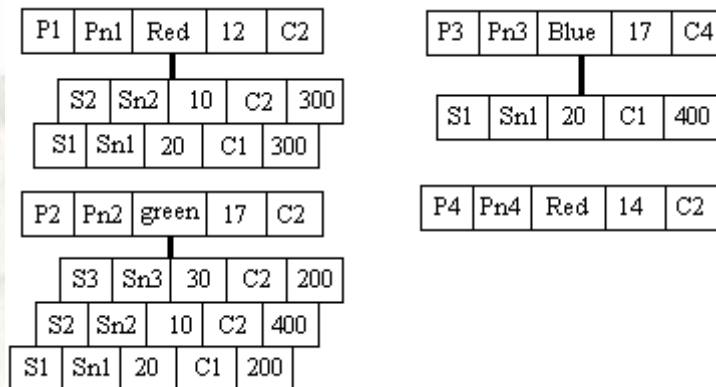 P1 Pn1 Red 12 C2
S2 Sn2 10 C2 300
S1 Sn1 20 C1 300
P2 Pn2 green 17 C2
S3 Sn3 30 C2 200
S2 Sn2 10 C2 400
S1 Sn1 20 C1 200
P3 Pn3 Blue 17 C4
S1 Sn1 20 C1 400
P4 Pn4 Red 14 C2